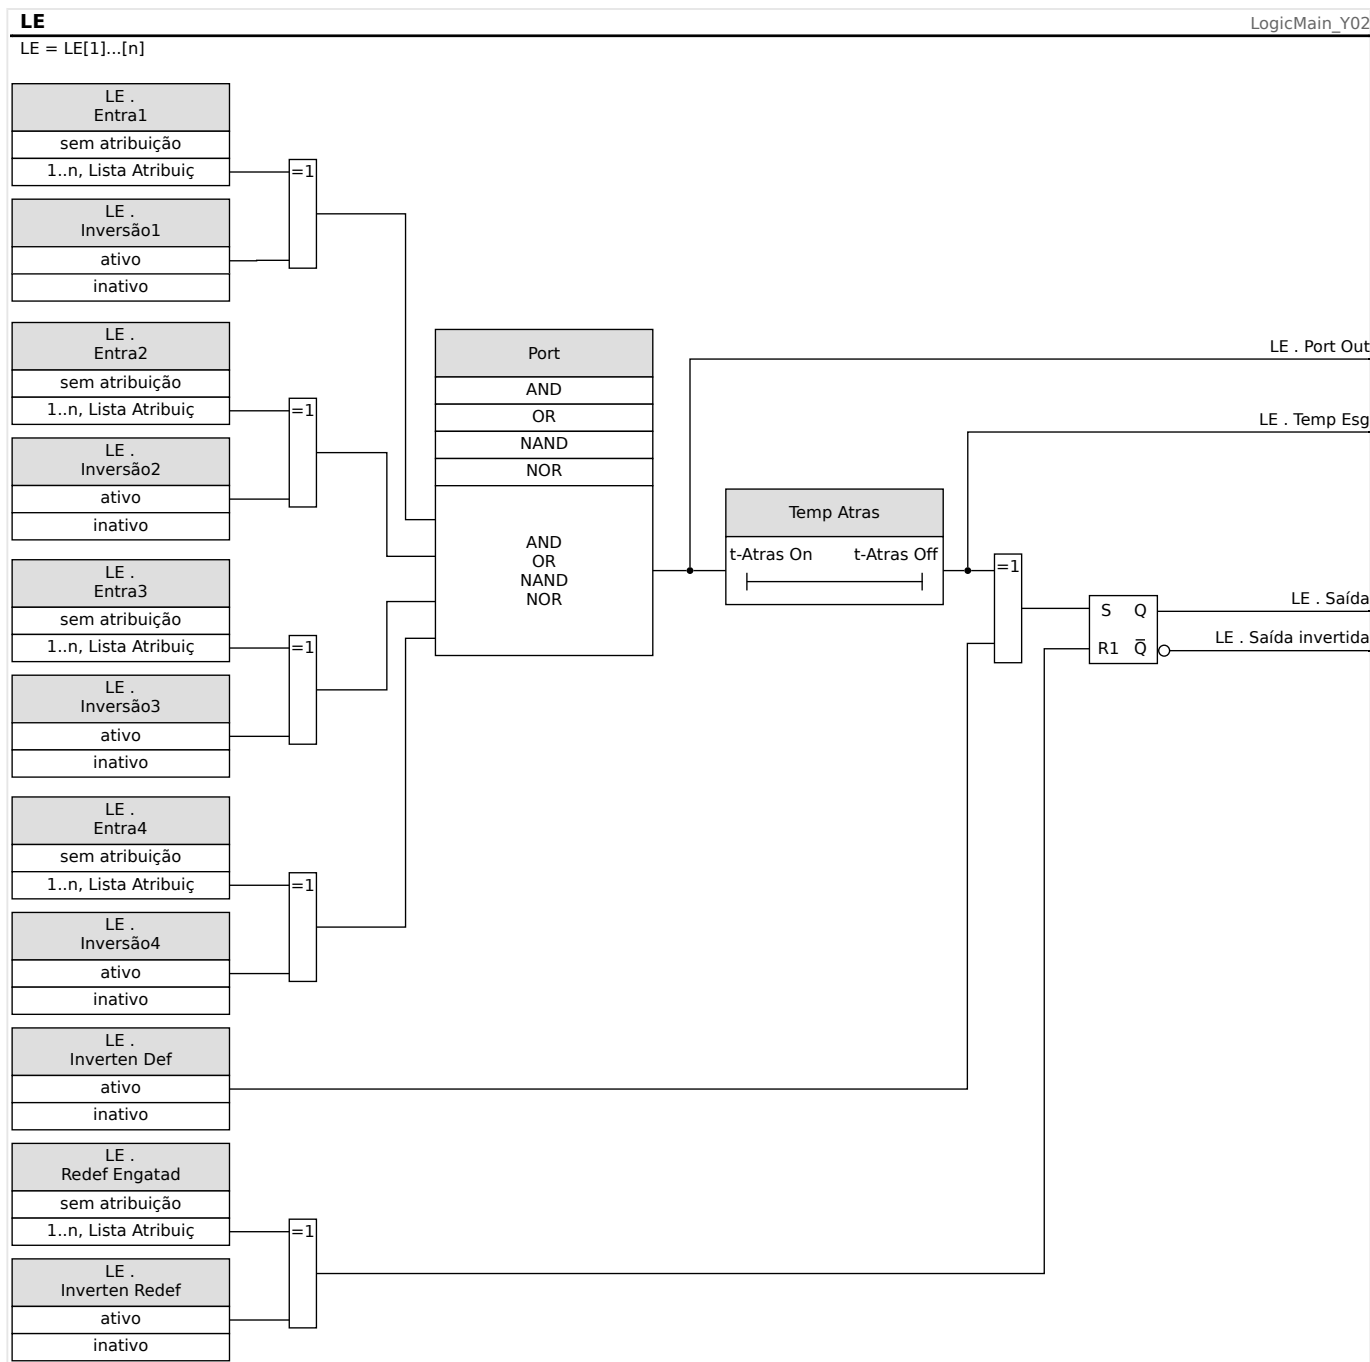 LE
LogicMain_Y02
LE = LE[1]...[n]
LE .
Entra1
sem atribuição
1..n, Lista Atribuiç
=1
LE .
Inversão1
ativo
inativo
LE .
Entra2
sem atribuição
1..n, Lista Atribuiç
=1
LE .
Inversão2
ativo
inativo
LE .
Entra3
sem atribuição
1..n, Lista Atribuiç
=1
LE .
Inversão3
ativo
inativo
LE .
Entra4
sem atribuição
1..n, Lista Atribuiç
=1
LE .
Inversão4
ativo
inativo
LE .
Inverten Def
ativo
inativo
LE .
Redef Engatad
sem atribuição
1..n, Lista Atribuiç
=1
LE .
Inverten Redef
ativo
inativo
Port
AND
OR
NAND
NOR
AND
OR
NAND
NOR
Temp Atras
t-Atras On t-Atras Off
=1
S Q
R1 Q̅
LE . Port Out
LE . Temp Esg
LE . Saída
LE . Saída invertida